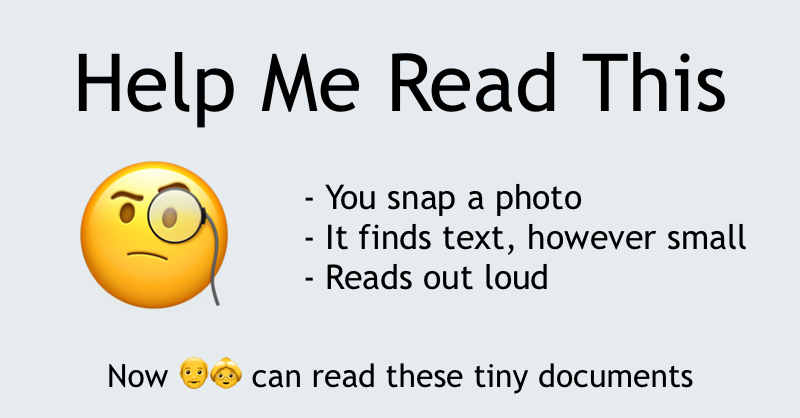 Help Me Read This
- You snap a photo
- It finds text, however small
- Reads out loud
Now 👴👵 can read these tiny documents